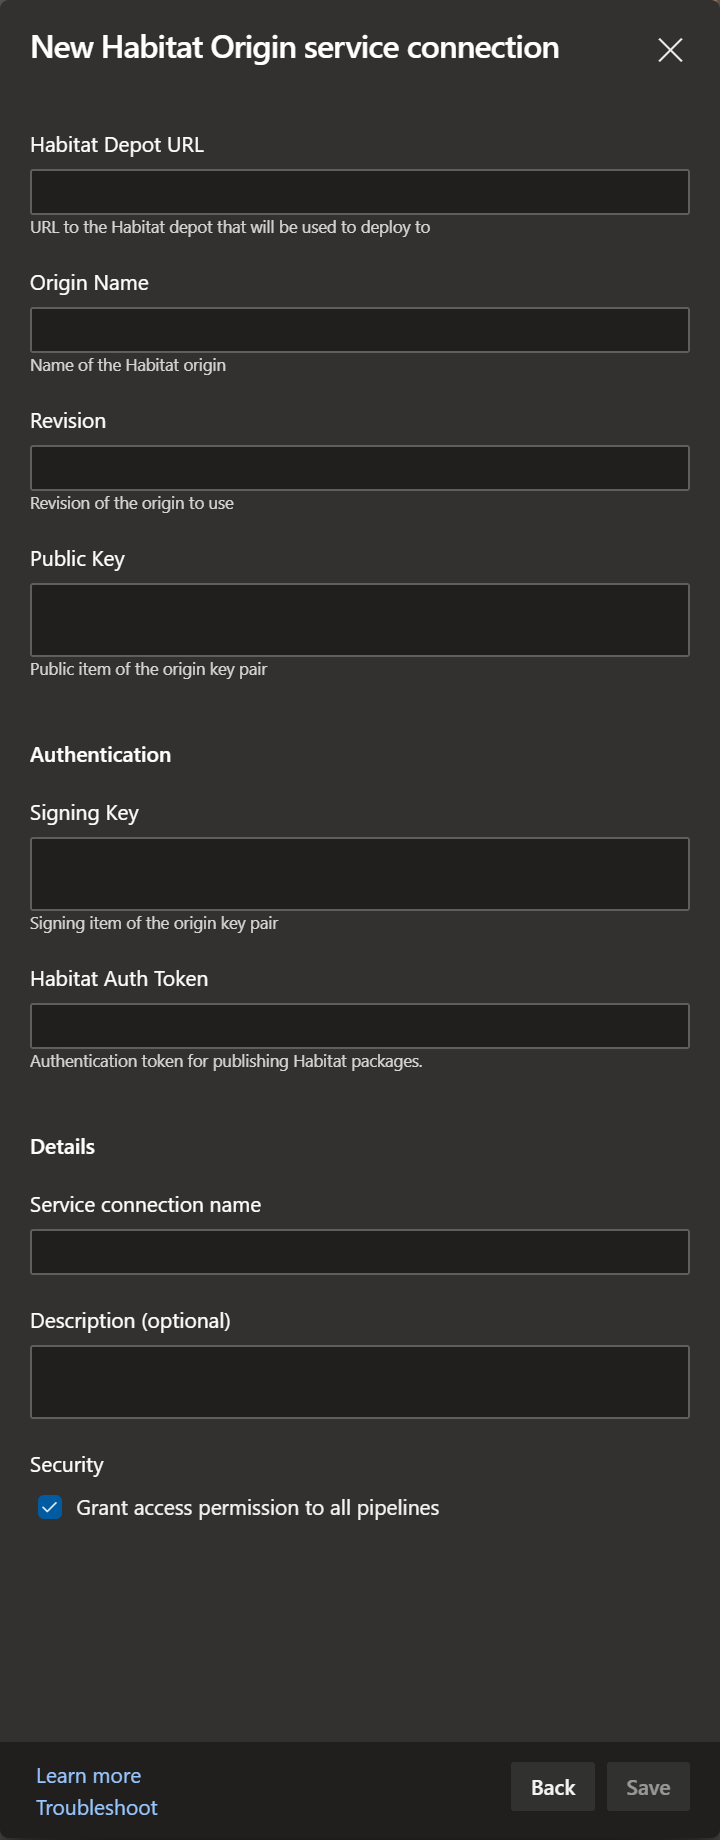 New Habitat Origin service connection
Habitat Depot URL
URL to the Habitat depot that will be used to deploy to
Origin Name
Name of the Habitat origin
Revision
Revision of the origin to use
Public Key
Public item of the origin key pair
Authentication
Signing Key
Signing item of the origin key pair
Habitat Auth Token
Authentication token for publishing Habitat packages.
Details
Service connection name
Description (optional)
Security
Grant access permission to all pipelines
Learn more
Troubleshoot
Back
Save